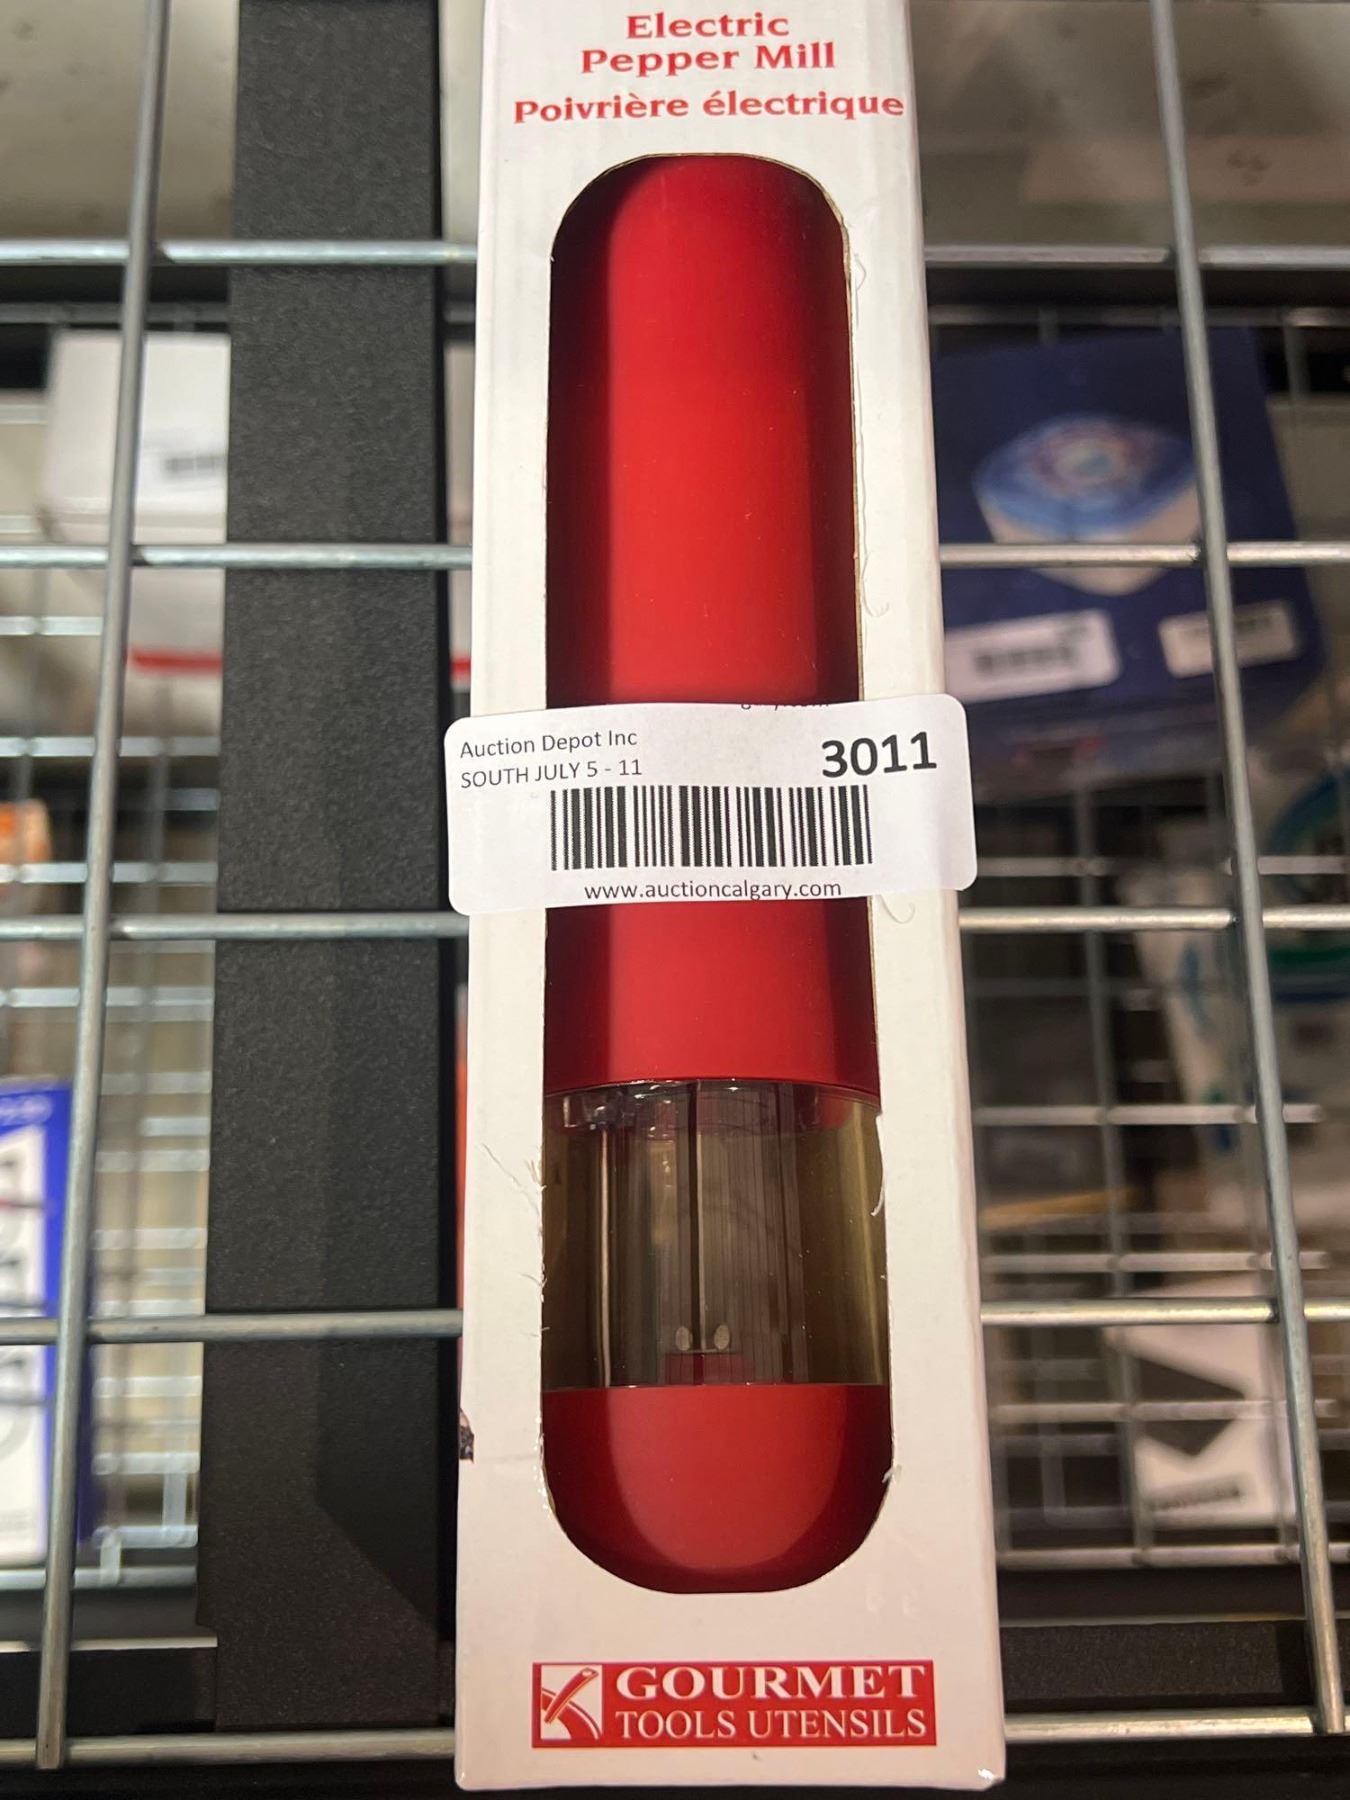 Electric
Pepper Mill
Poivrière électrique
Auction Depot Inc
SOUTH JULY 5 - 11
3011
www.auctioncalgary.com
GOURMET
TOOLS UTENSILS